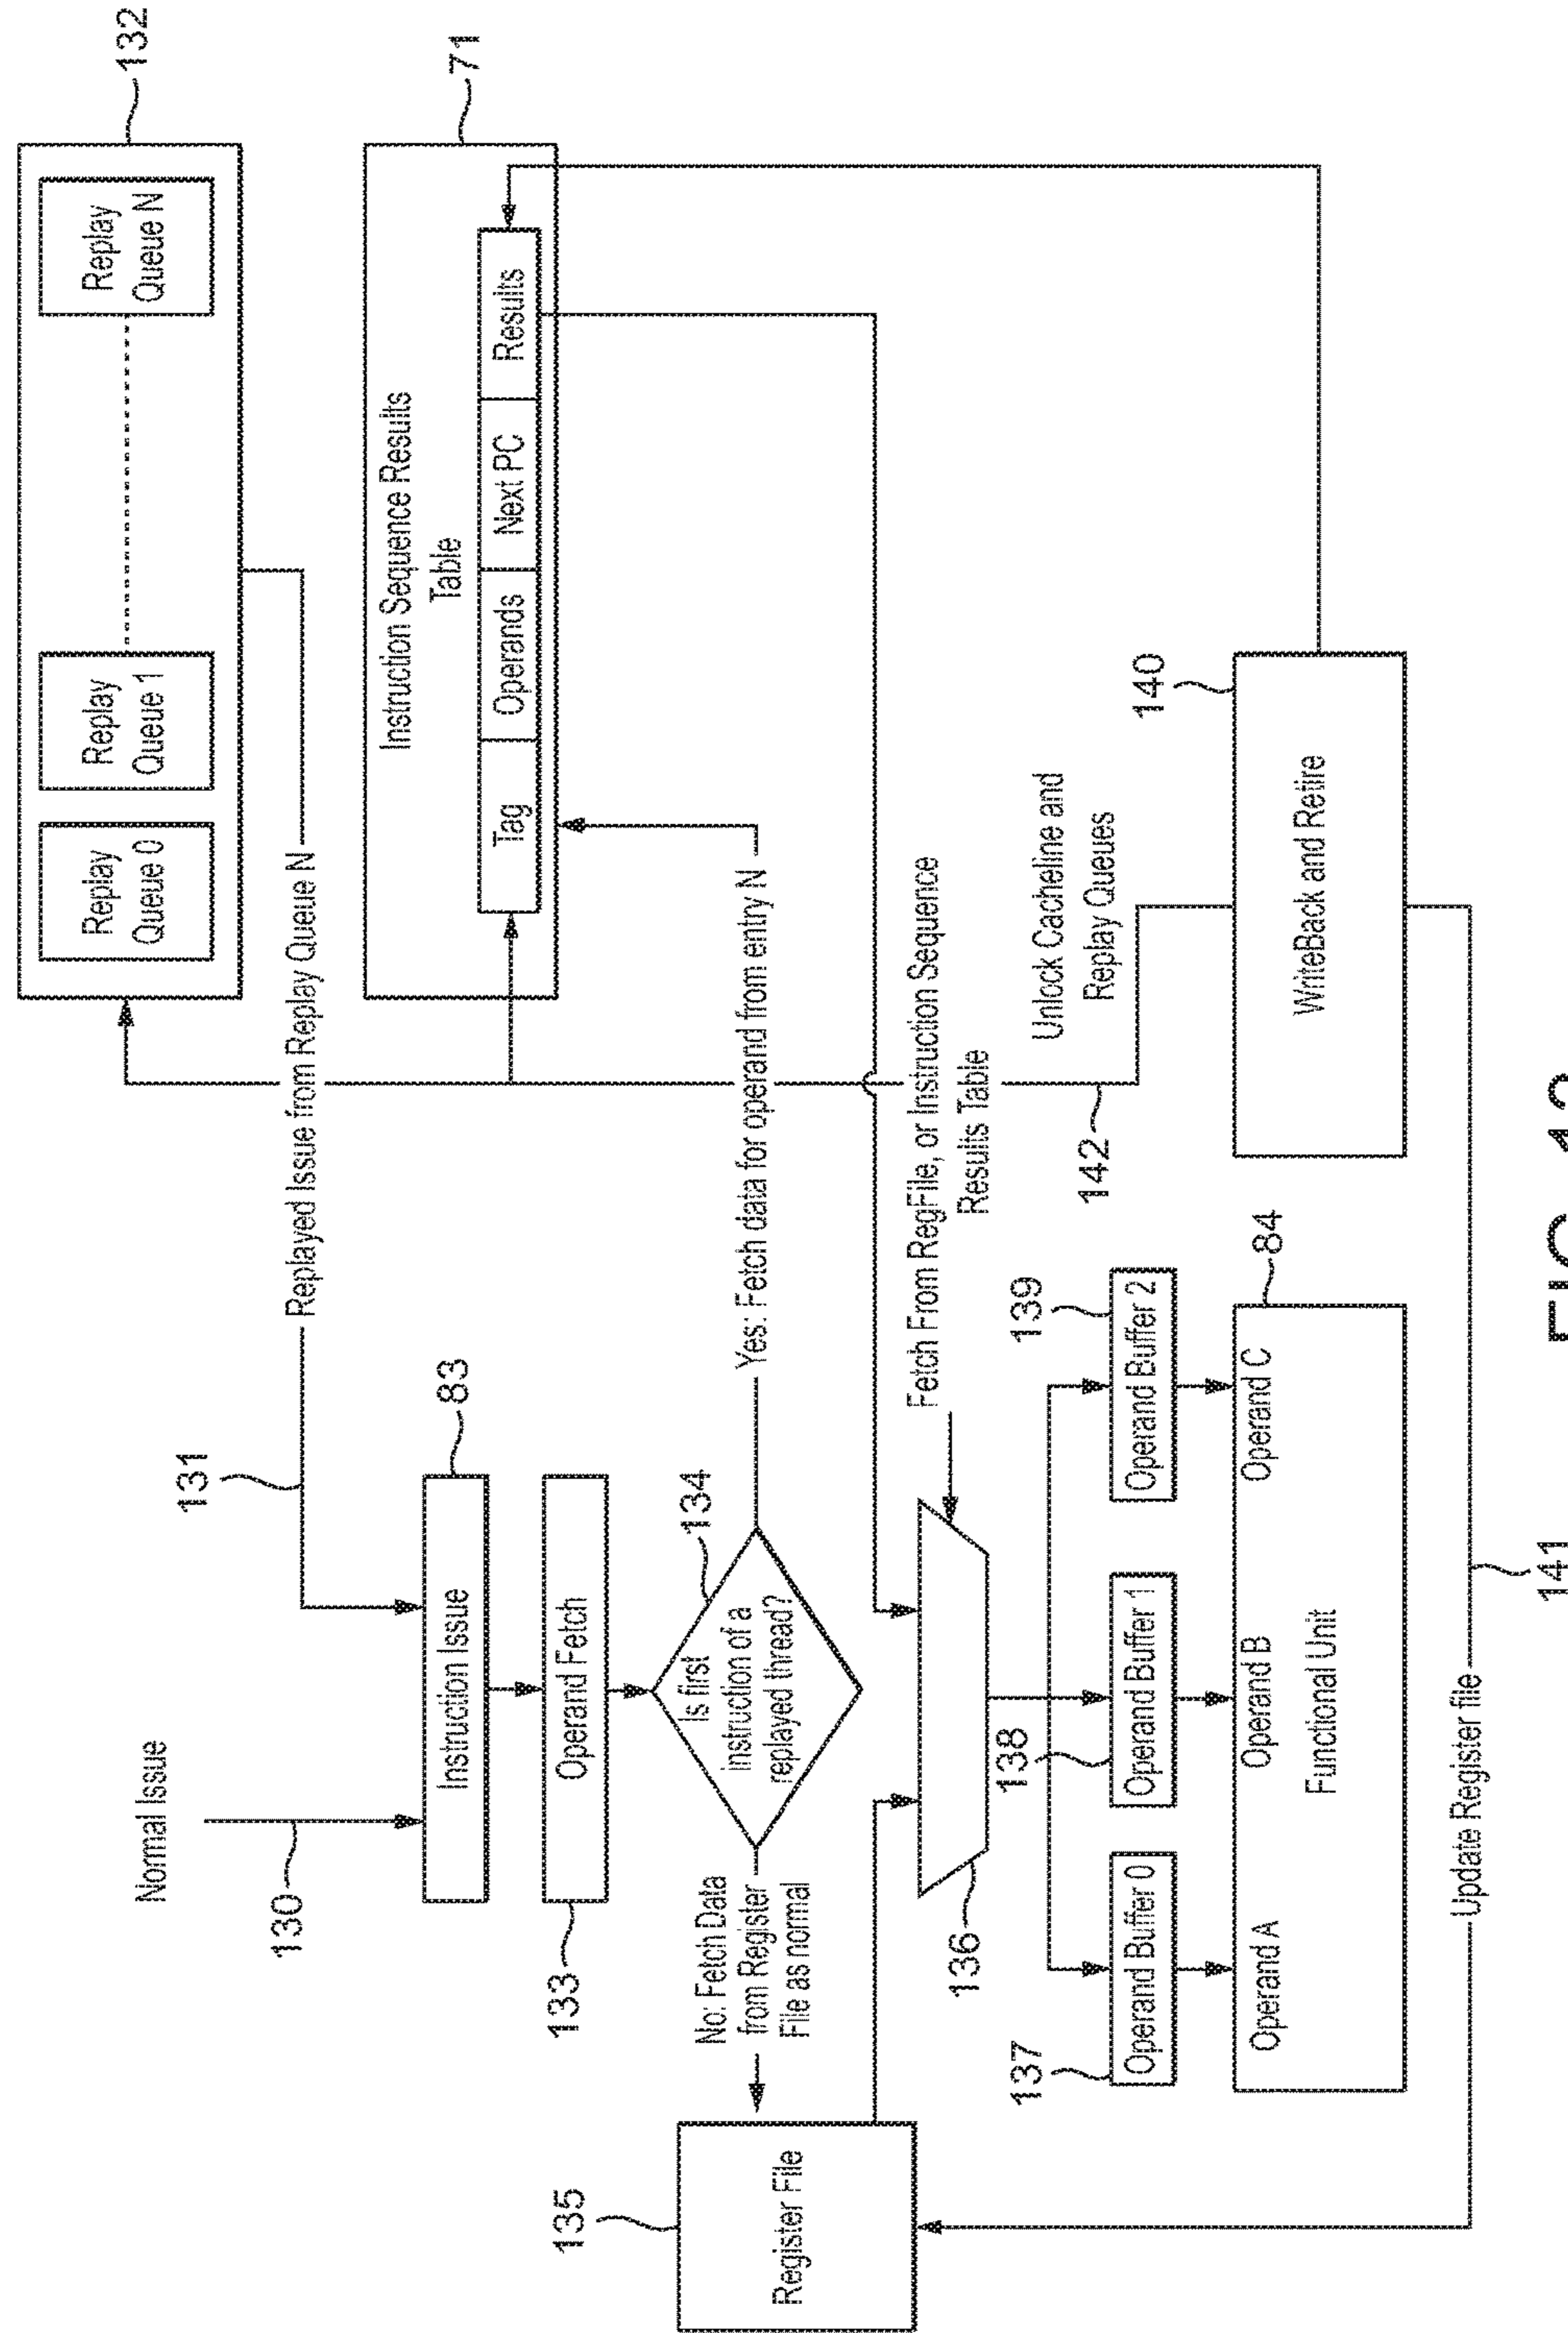 132
Replay
Queue 0
Replay
Queue 1
Replay
Queue N
71
Instruction Sequence Results
Table
Tag
Operands
Next PC
Results
Normal Issue
130
131
Replayed Issue from Replay Queue N
83
Instruction Issue
133
Operand Fetch
134
Is first
instruction of a
replayed thread?
No: Fetch Data
from Register
File as normal
Yes: Fetch data for operand from entry N
135
Register File
136
Fetch From RegFile, or Instruction Sequence
Results Table
137
Operand Buffer 0
138
Operand Buffer 1
139
Operand Buffer 2
84
Operand A
Operand B
Operand C
Functional Unit
142
Unlock Cacheline and
Replay Queues
140
WriteBack and Retire
Update Register file
141
FIG.